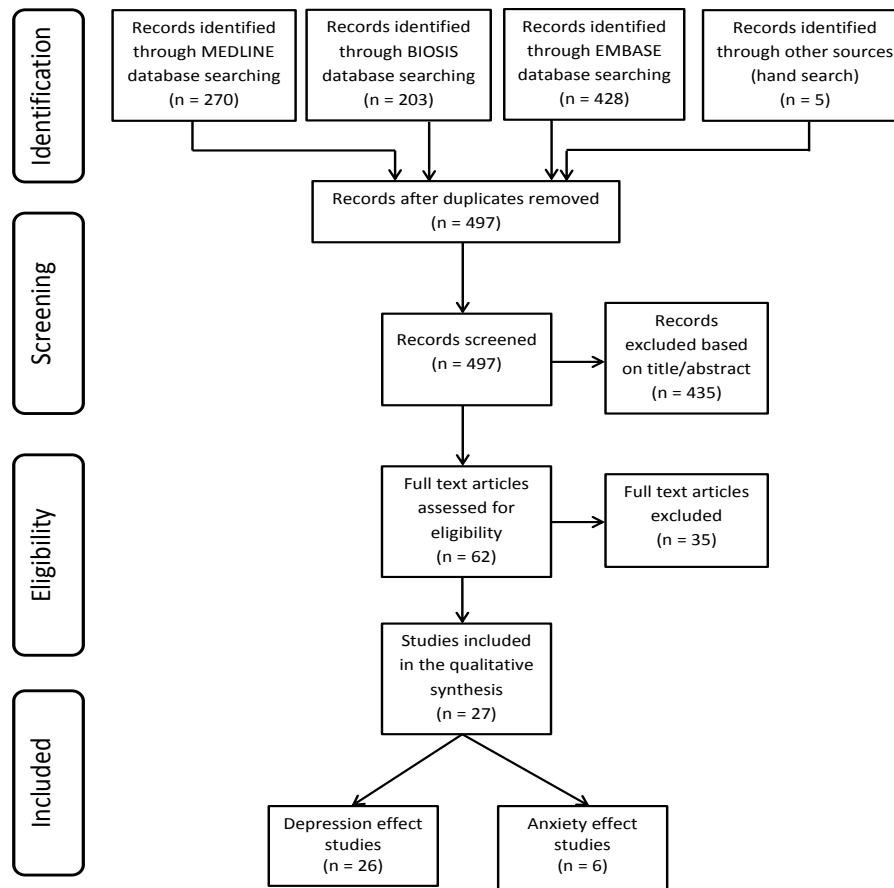 Identification
Records identified
through MEDLINE
database searching
(n = 270)
Records identified
through BIOSIS
database searching
(n = 203)
Records identified
through EMBASE
database searching
(n = 428)
Records identified
through other sources
(hand search)
(n = 5)
Records after duplicates removed
(n = 497)
Screening
Records screened
(n = 497)
Records
excluded based
on title/abstract
(n = 435)
Eligibility
Full text articles
assessed for
eligibility
(n = 62)
Full text articles
excluded
(n = 35)
Studies included
in the qualitative
synthesis
(n = 27)
Included
Depression effect
studies
(n = 26)
Anxiety effect
studies
(n = 6)